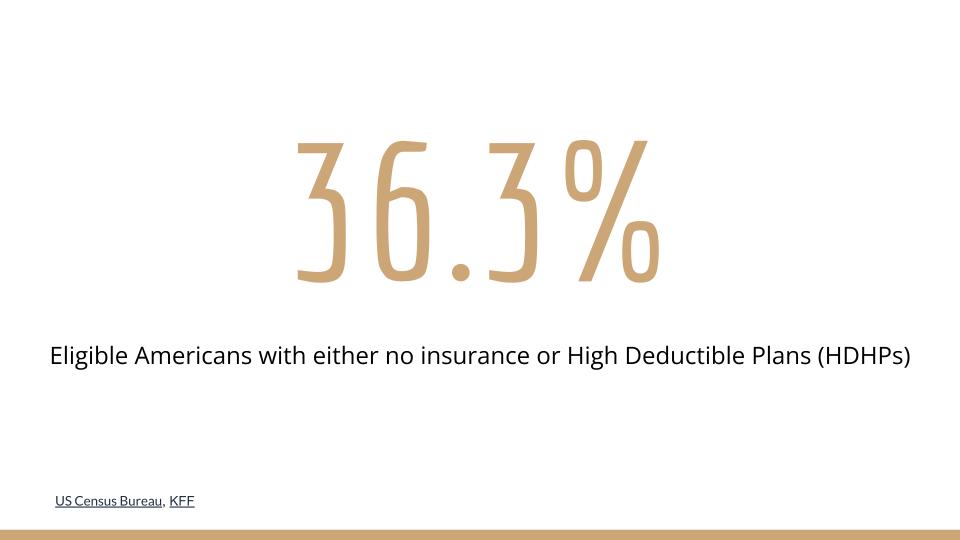 36.3%
Eligible Americans with either no insurance or High Deductible Plans (HDHPs)
US Census Bureau, KFF